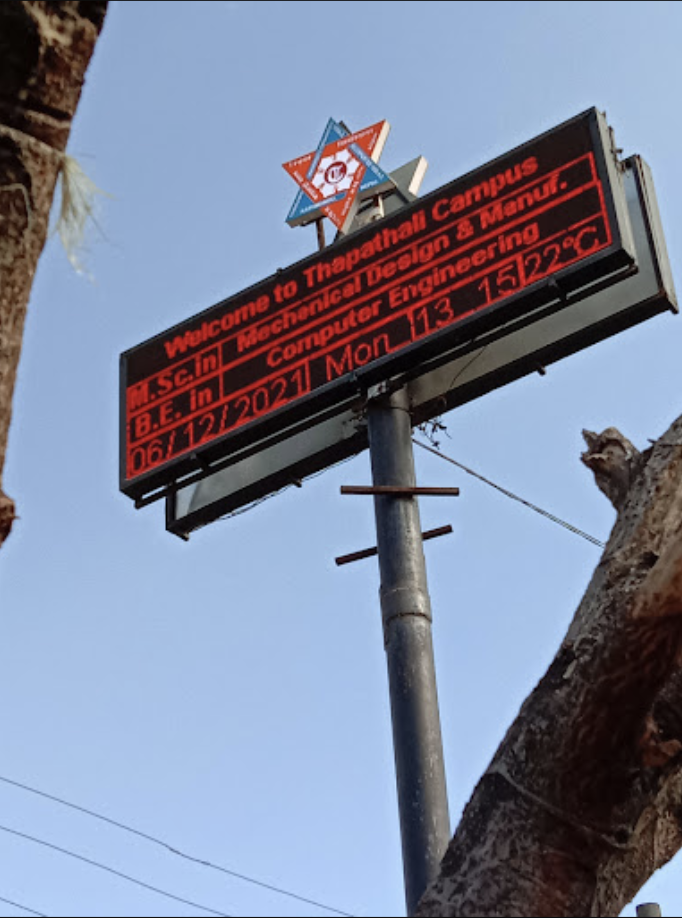 Welcome to Thapathali Campus
M.Sc.in Mechanical Design & Manuf.
B.E. in Computer Engineering
06/12/2021 Mon 13 15 22°C